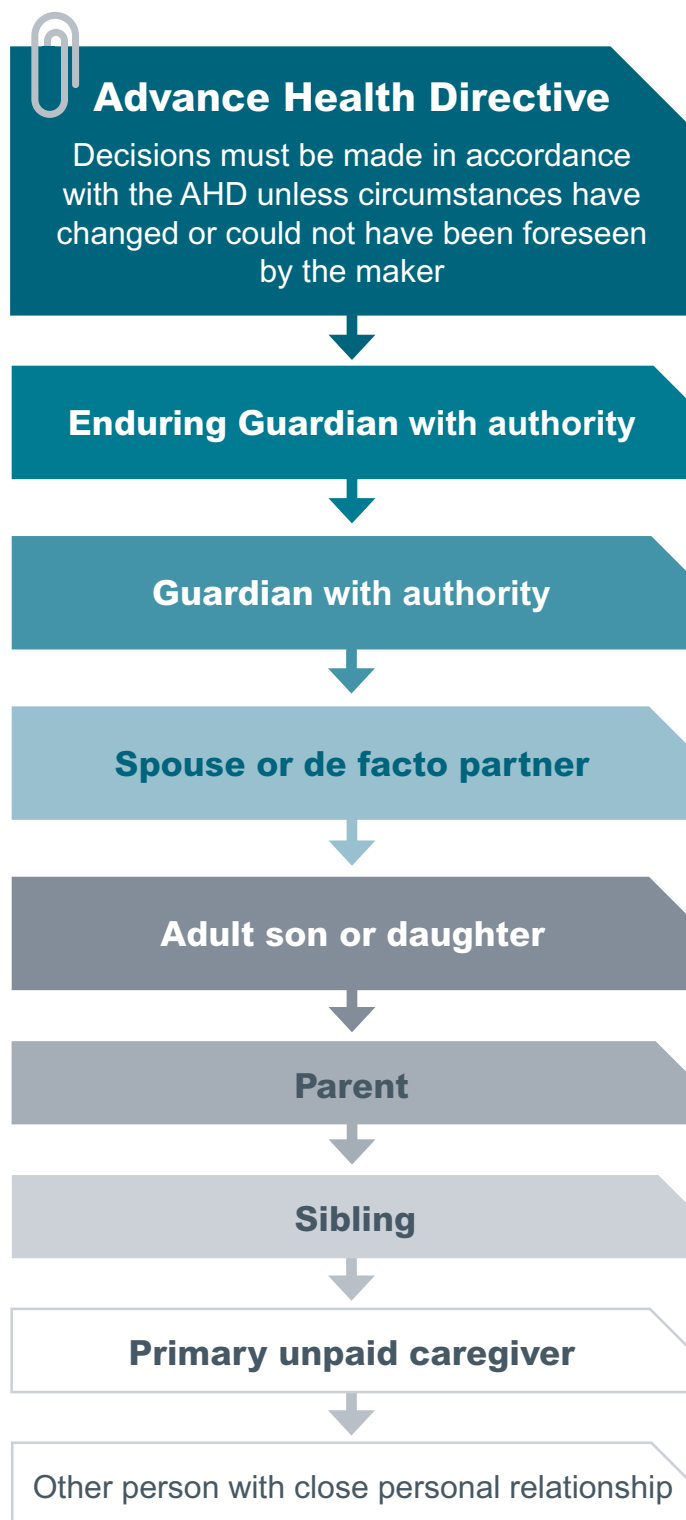 Advance Health Directive
Decisions must be made in accordance
with the AHD unless circumstances have
changed or could not have been foreseen
by the maker
Enduring Guardian with authority
Guardian with authority
Spouse or de facto partner
Adult son or daughter
Parent
Sibling
Primary unpaid caregiver
Other person with close personal relationship